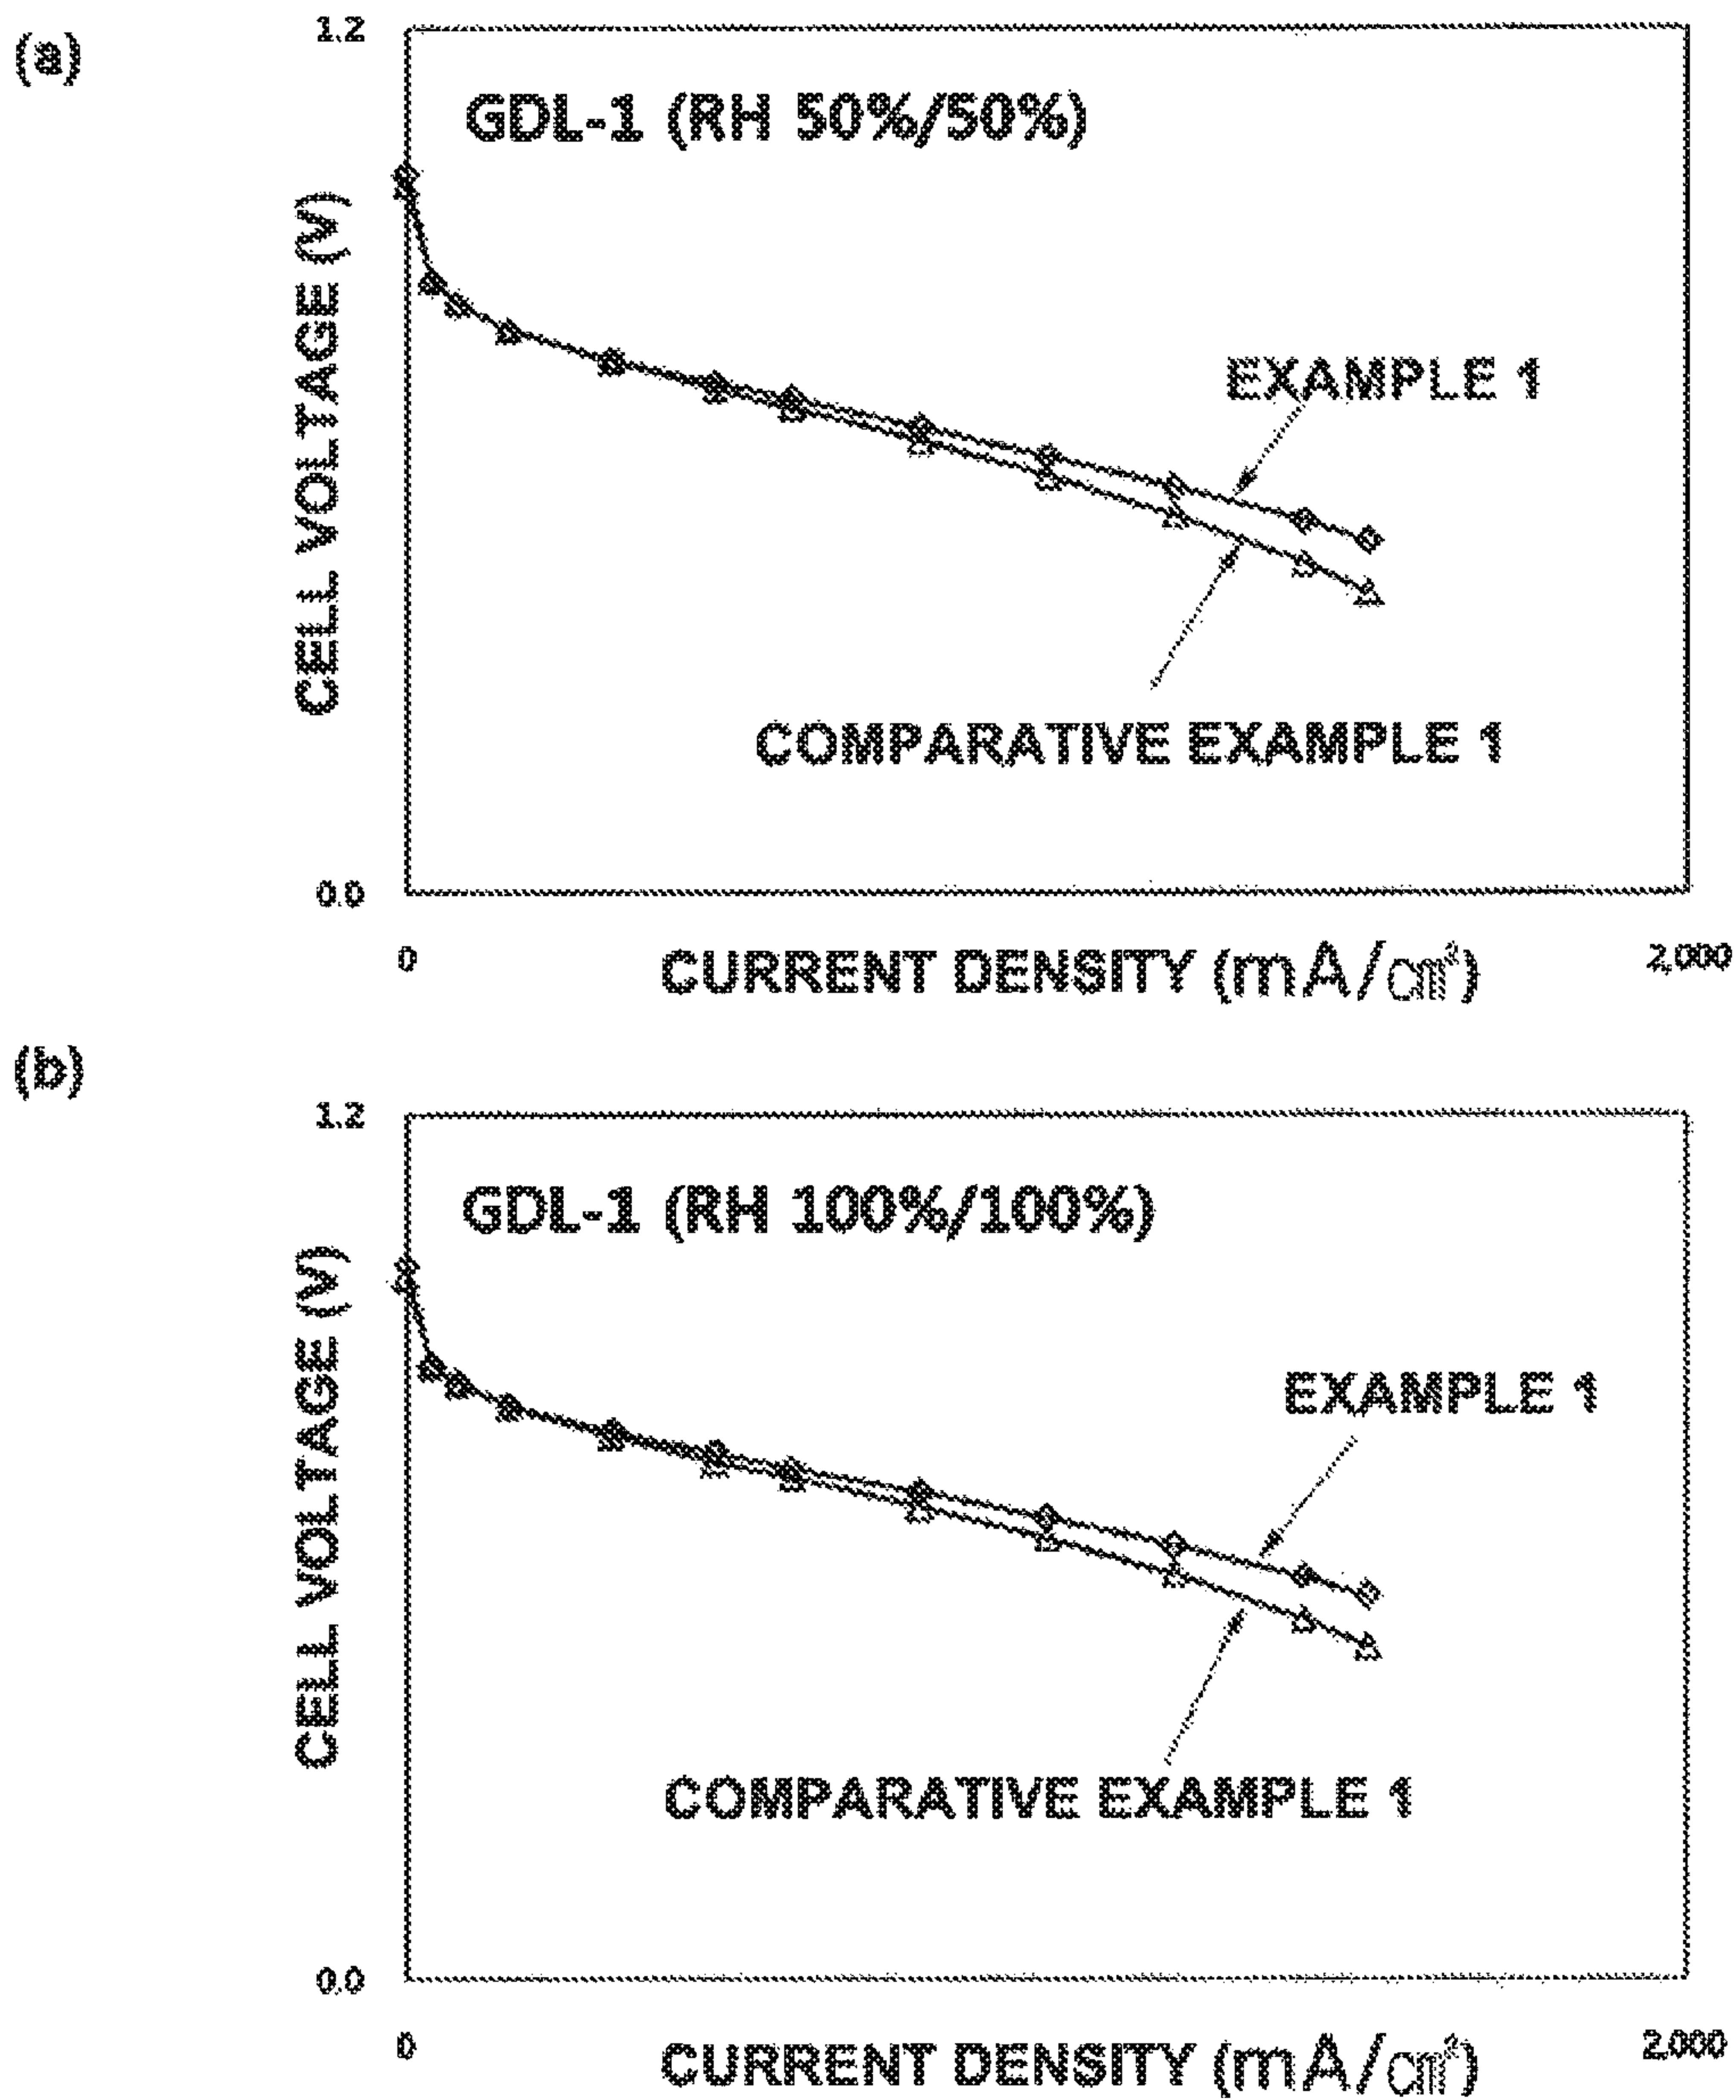 (a)
1.2
GDL-1 (RH 50%/50%)
CELL VOLTAGE (V)
EXAMPLE 1
COMPARATIVE EXAMPLE 1
0.0
0
CURRENT DENSITY (mA/㎠)
2,000
(b)
1.2
GDL-1 (RH 100%/100%)
CELL VOLTAGE (V)
EXAMPLE 1
COMPARATIVE EXAMPLE 1
0.0
0
CURRENT DENSITY (mA/㎠)
2,000